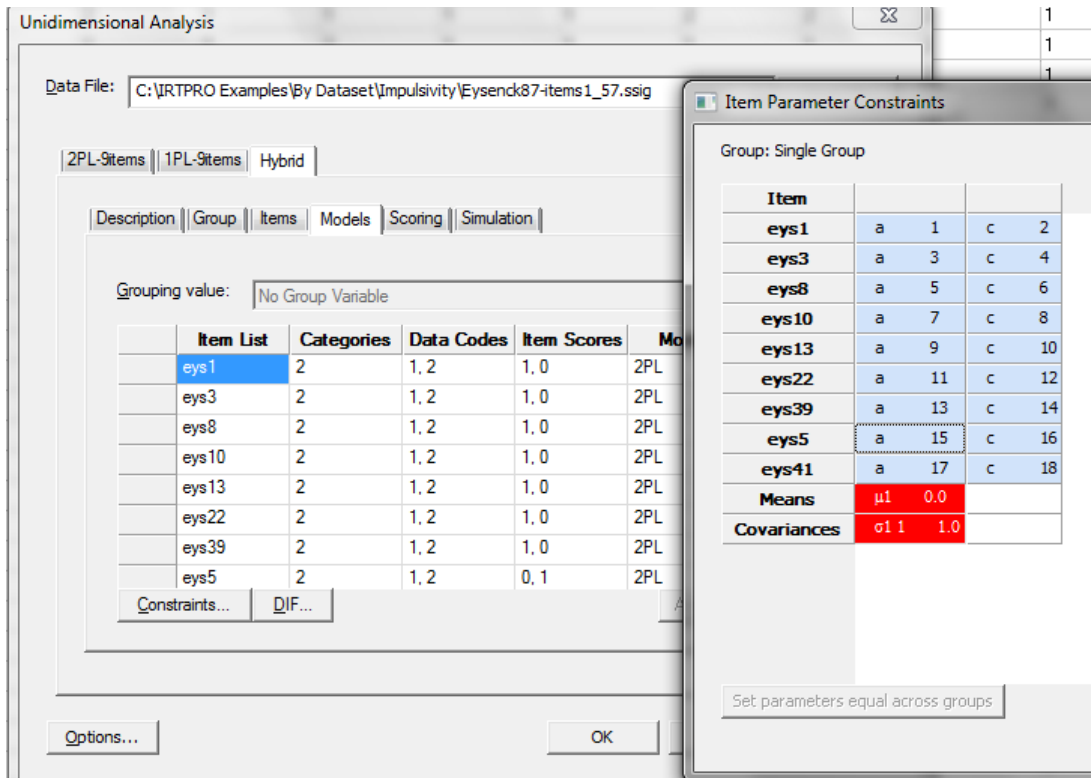 Unidimensional Analysis
1
1
1
Data File: C:\IRTPRO Examples\By Dataset\Impulsivity\Eysenck87-items1_57.ssig
2PL-9items 1PL-9items Hybrid
Description Group Items Models Scoring Simulation
Grouping value: No Group Variable
Item List Categories Data Codes Item Scores
eys1 2 1, 2 1, 0 2PL
eys3 2 1, 2 1, 0 2PL
eys8 2 1, 2 1, 0 2PL
eys10 2 1, 2 1, 0 2PL
eys13 2 1, 2 1, 0 2PL
eys22 2 1, 2 1, 0 2PL
eys39 2 1, 2 1, 0 2PL
eys5 2 1, 2 0, 1 2PL
Constraints... DIF...
Options... OK
Item Parameter Constraints
Group: Single Group
Item
eys1 a 1 c 2
eys3 a 3 c 4
eys8 a 5 c 6
eys10 a 7 c 8
eys13 a 9 c 10
eys22 a 11 c 12
eys39 a 13 c 14
eys5 a 15 c 16
eys41 a 17 c 18
Means μ1 0.0
Covariances σ1 1 1.0
Set parameters equal across groups